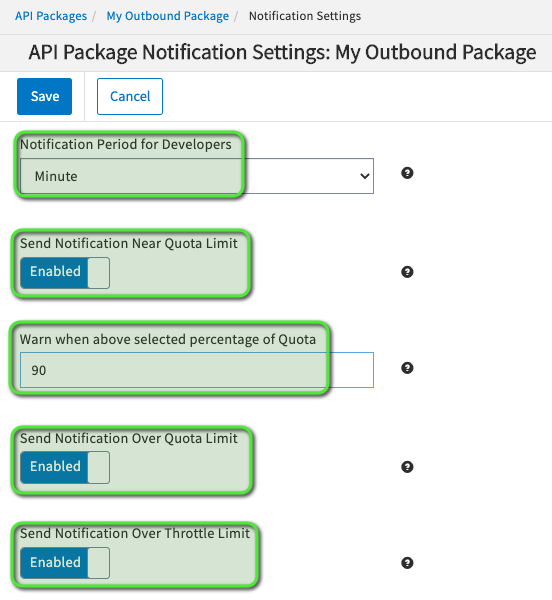 API Packages / My Outbound Package / Notification Settings
API Package Notification Settings: My Outbound Package
Save Cancel
Notification Period for Developers
Minute
?
Send Notification Near Quota Limit
Enabled
?
Warn when above selected percentage of Quota
90
?
Send Notification Over Quota Limit
Enabled
?
Send Notification Over Throttle Limit
Enabled
?